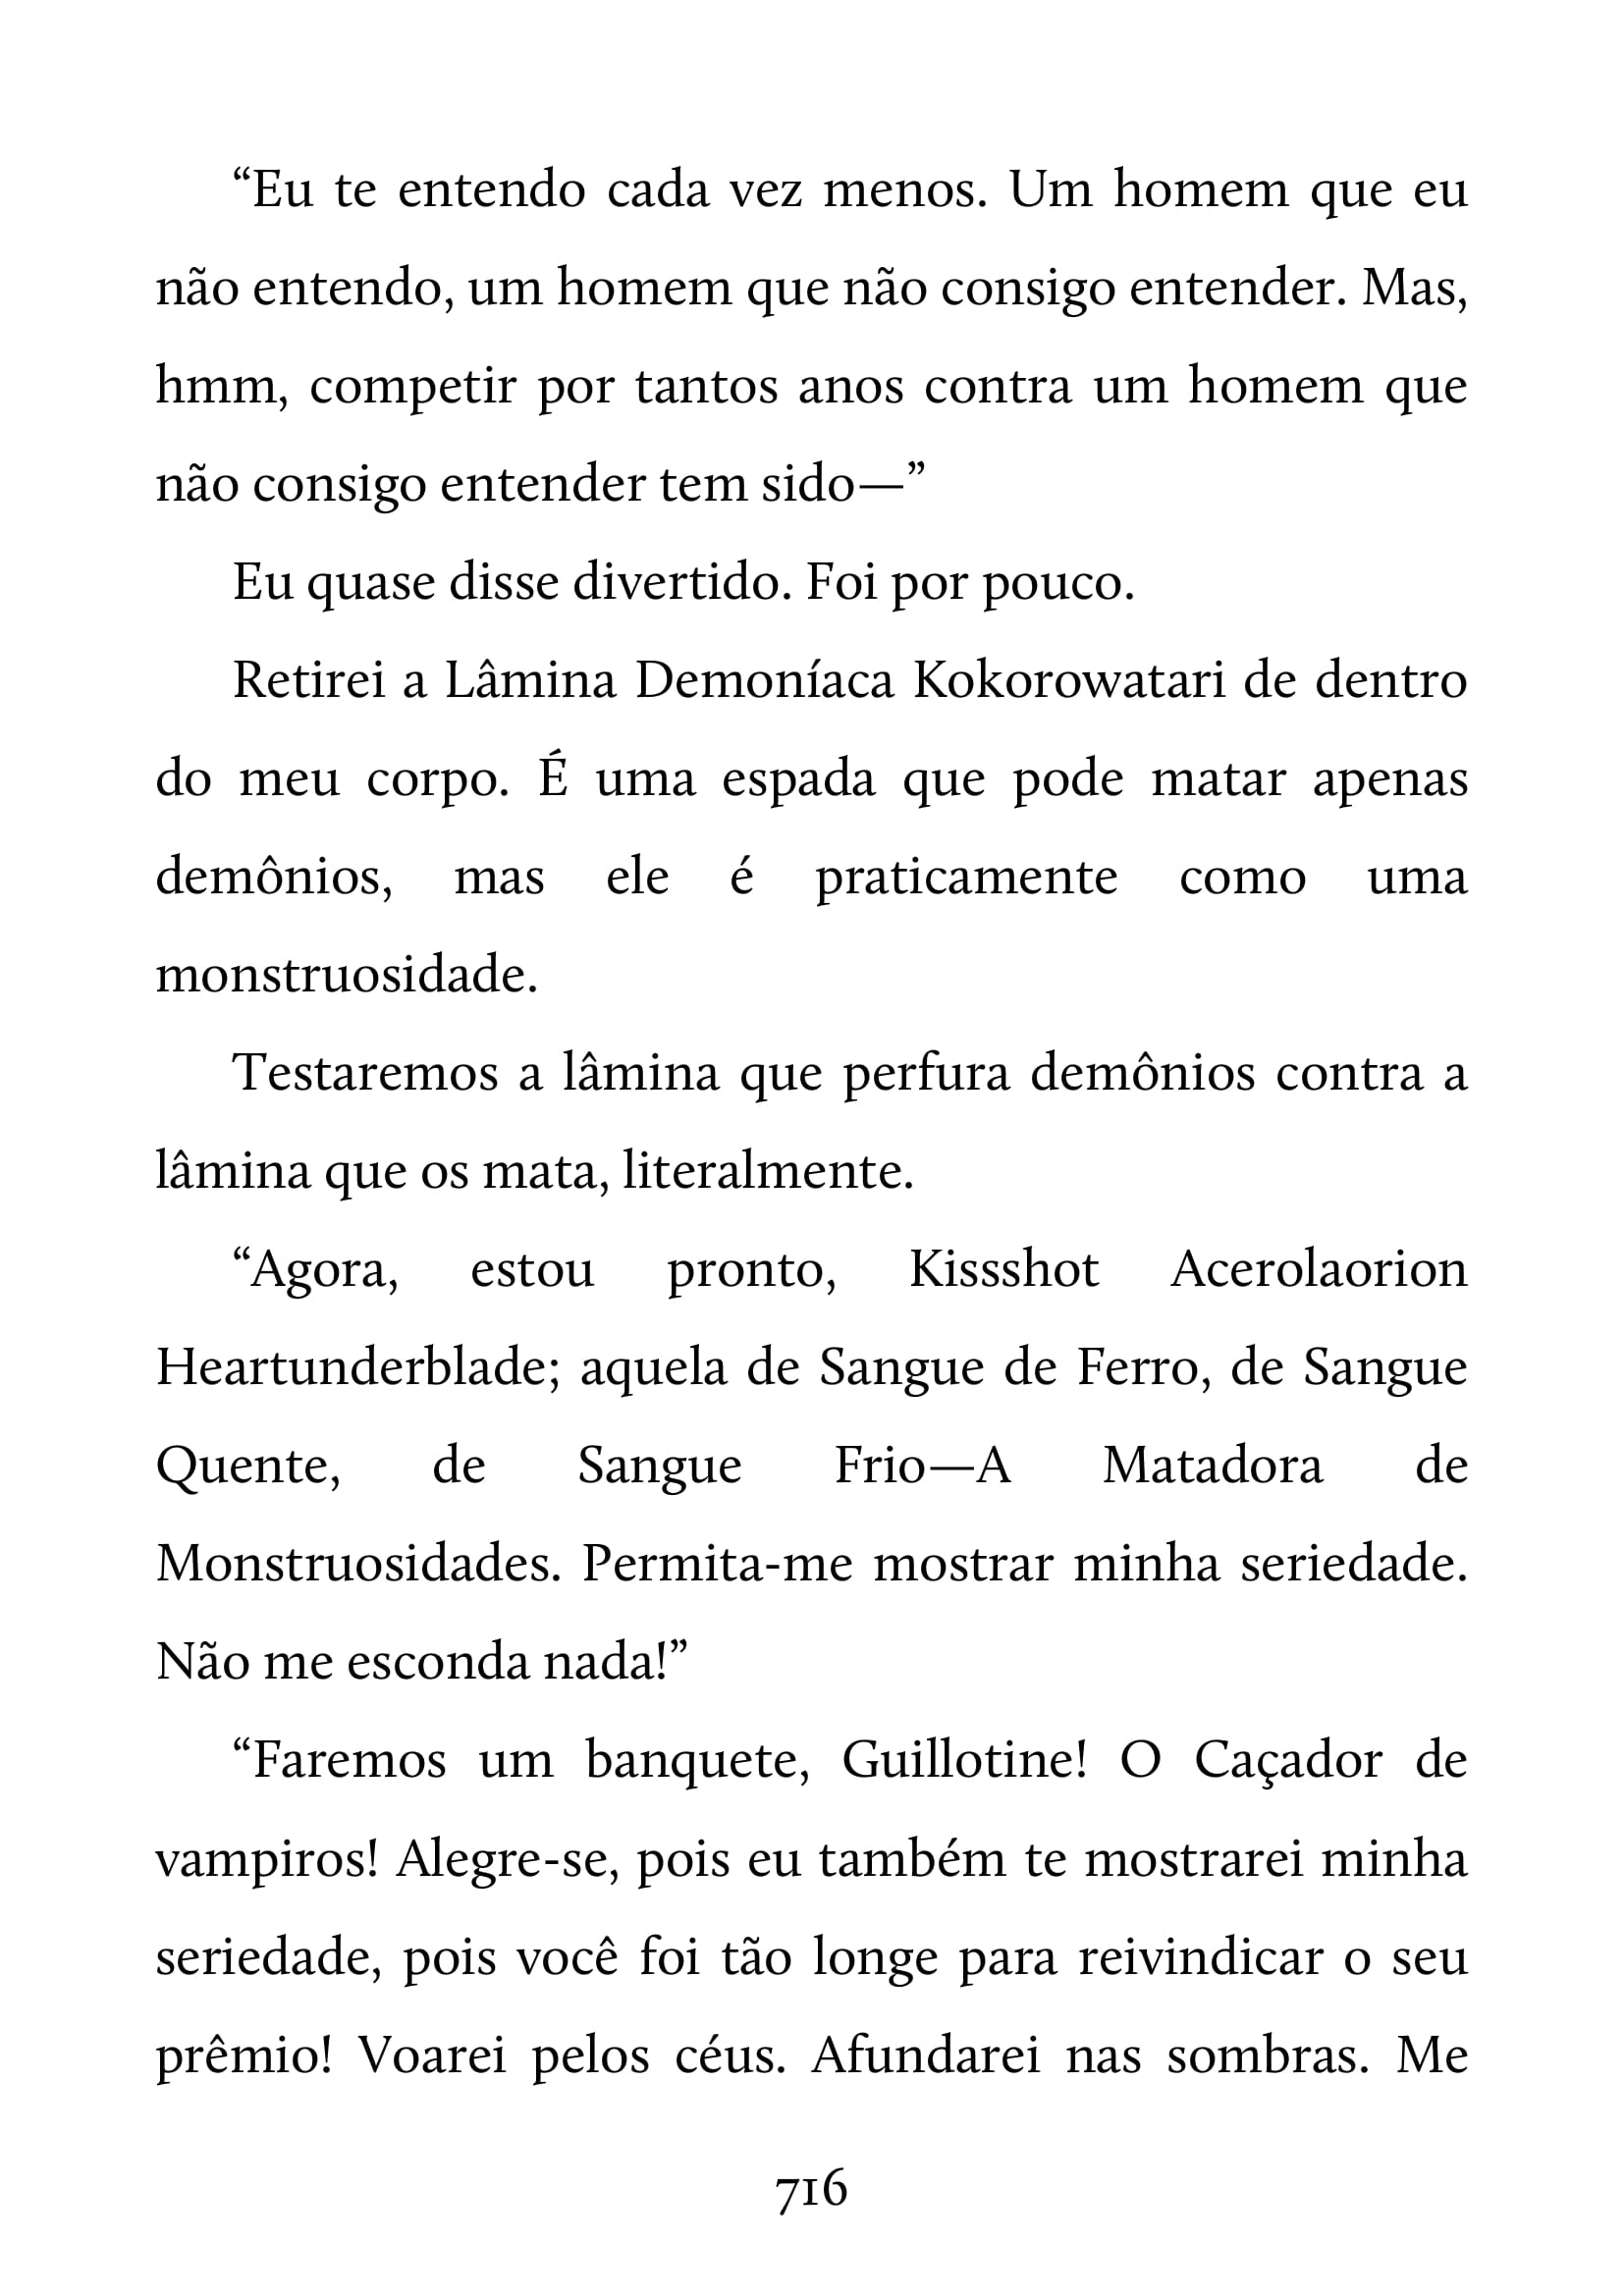 “Eu te entendo cada vez menos. Um homem que eu
não entendo, um homem que não consigo entender. Mas,
hmm, competir por tantos anos contra um homem que
não consigo entender tem sido—”
Eu quase disse divertido. Foi por pouco.
Retirei a Lâmina Demoníaca Kokorowatari de dentro
do meu corpo. É uma espada que pode matar apenas
demônios, mas ele é praticamente como uma
monstruosidade.
Testaremos a lâmina que perfura demônios contra a
lâmina que os mata, literalmente.
“Agora, estou pronto, Kissshot Acerolaorion
Heartunderblade; aquela de Sangue de Ferro, de Sangue
Quente, de Sangue Frio—A Matadora de
Monstruosidades. Permita-me mostrar minha seriedade.
Não me esconda nada!”
“Faremos um banquete, Guillotine! O Caçador de
vampiros! Alegre-se, pois eu também te mostrarei minha
seriedade, pois você foi tão longe para reivindicar o seu
prêmio! Voarei pelos céus. Afundarei nas sombras. Me
716